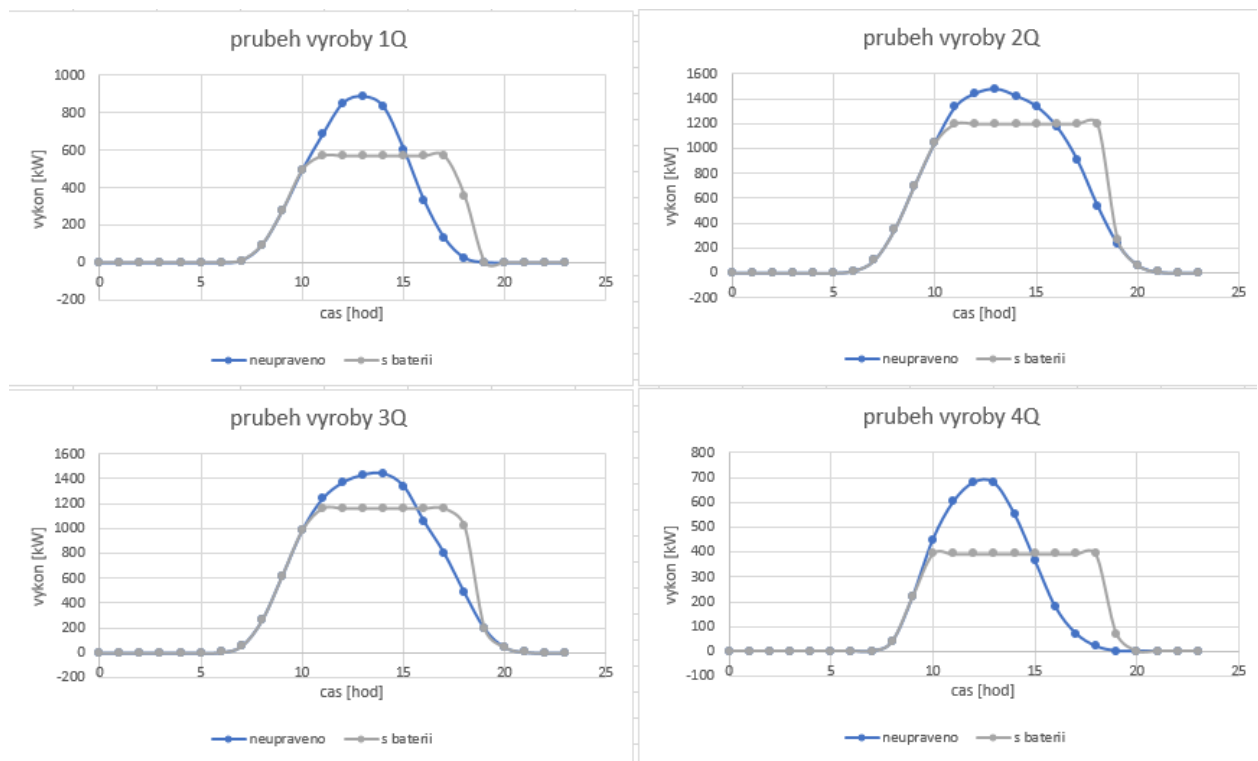 prubeh vyroby 1Q
1000
800
600
400
200
0
-200
vykon [kW]
0 5 10 15 20 25
cas [hod]
neupraveno s baterii
prubeh vyroby 2Q
1600
1400
1200
1000
800
600
400
200
0
-200
vykon [kW]
0 5 10 15 20 25
cas [hod]
neupraveno s baterii
prubeh vyroby 3Q
1600
1400
1200
1000
800
600
400
200
0
-200
vykon [kW]
0 5 10 15 20 25
cas [hod]
neupraveno s baterii
prubeh vyroby 4Q
800
700
600
500
400
300
200
100
0
-100
vykon [kW]
0 5 10 15 20 25
cas [hod]
neupraveno s baterii